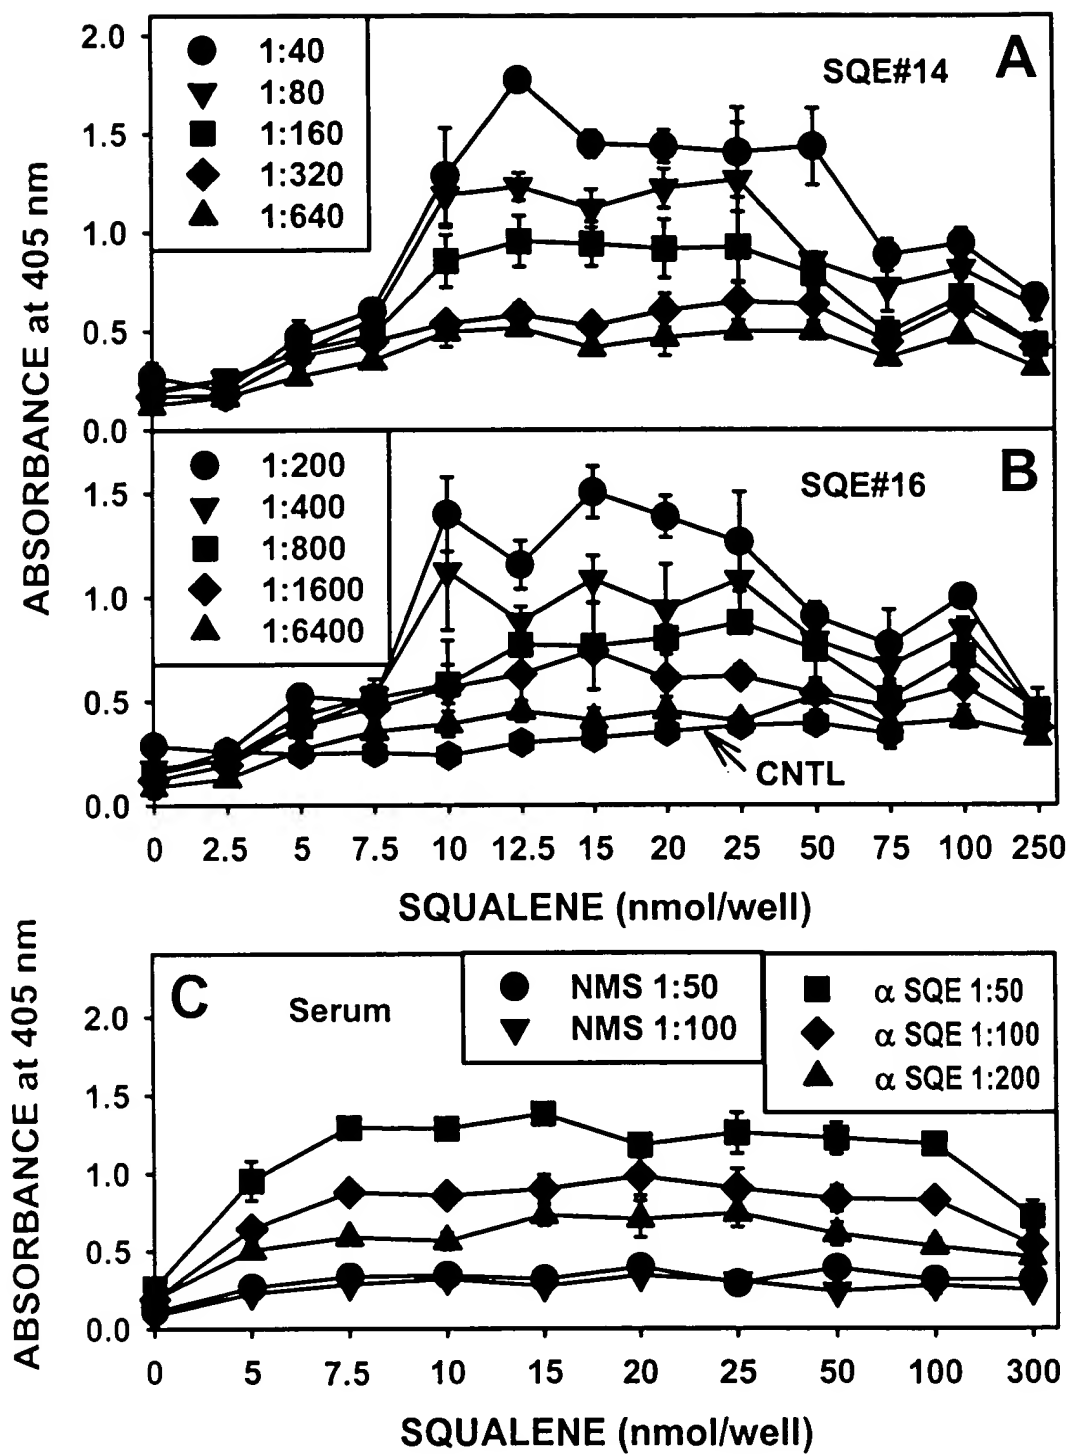 A
SQE#14
1:40
1:80
1:160
1:320
1:640
2.0
1.5
1.0
0.5
0.0
ABSORBANCE at 405 nm
B
SQE#16
1:200
1:400
1:800
1:1600
1:6400
1.5
1.0
0.5
0.0
CNTL
0 2.5 5 7.5 10 12.5 15 20 25 50 75 100 250
SQUALENE (nmol/well)
C
Serum
NMS 1:50
NMS 1:100
α SQE 1:50
α SQE 1:100
α SQE 1:200
2.0
1.5
1.0
0.5
0.0
ABSORBANCE at 405 nm
0 5 7.5 10 15 20 25 50 100 300
SQUALENE (nmol/well)